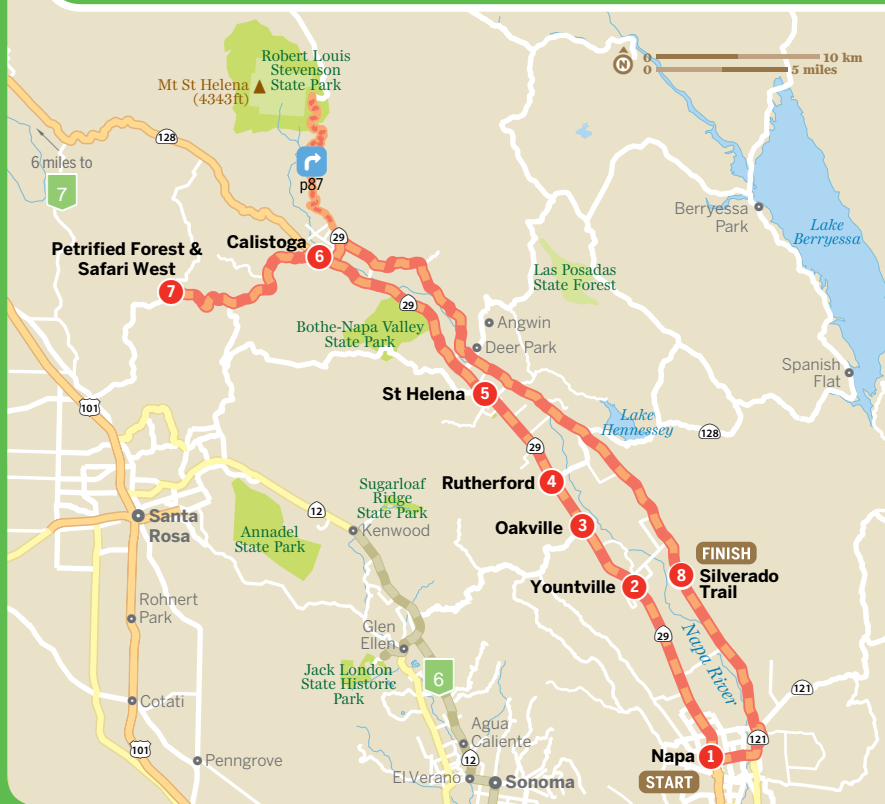 Robert Louis
Stevenson
State Park
Mt St Helena
(4343ft)
N
0
10 km
0
5 miles
128
6 miles to
7
p87
Berryessa
Park
Lake
Berryessa
Petrified Forest &
Safari West
7
Calistoga
6
29
Las Posadas
State Forest
29
Bothe-Napa Valley
State Park
Angwin
Deer Park
Spanish
Flat
St Helena
5
101
Lake
Hennessey
128
29
Rutherford
4
Sugarloaf
Ridge
State Park
12
Kenwood
Santa
Rosa
Annadel
State Park
Oakville
3
FINISH
8
Silverado
Trail
Yountville
2
Rohnert
Park
Glen
Ellen
29
Napa River
Jack London
State Historic
Park
6
121
Cotati
Agua
Caliente
101
Penngrove
12
121
Napa
1
START
El Verano
Sonoma